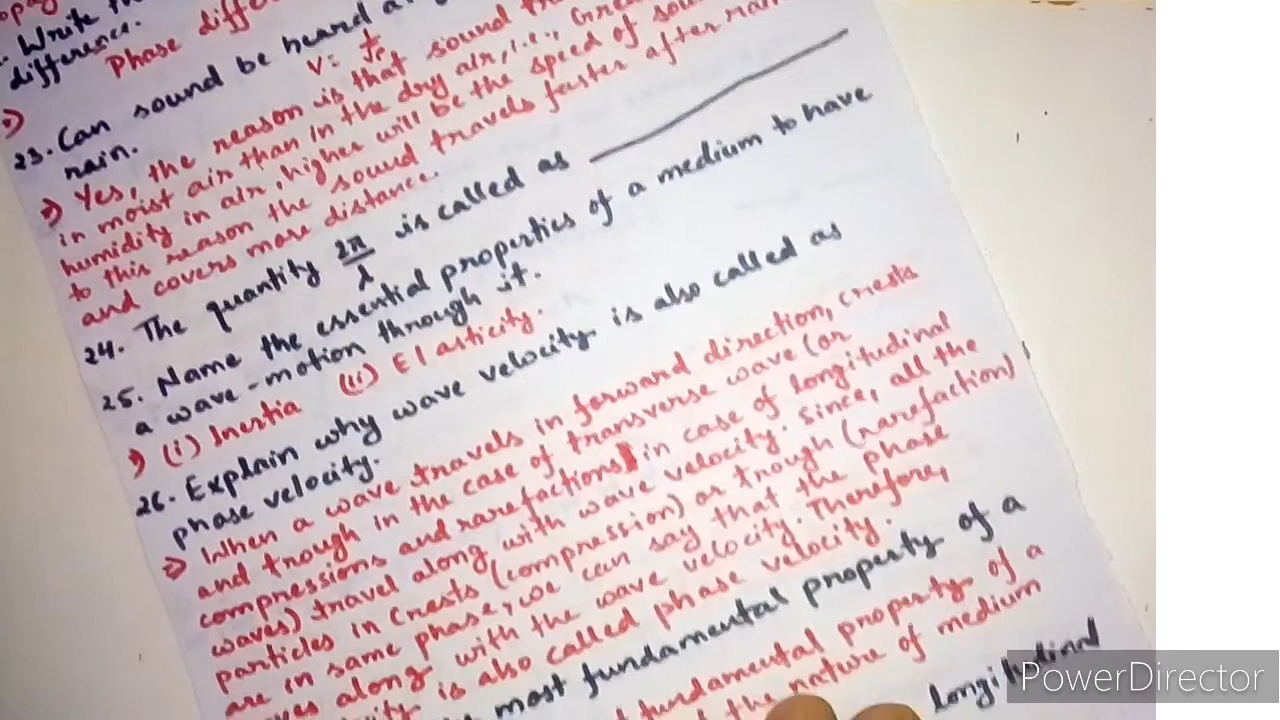 Write
difference.
Phase
23. Can sound be heard
rain.
v =
⇒ Yes, the reason is that sound
in moist air than in the dry air, i.e.,
humidity in air, higher will be the speed of
to this reason the sound travels faster after
and covers more distance.
24. The quantity 2π/λ is called as
25. Name the essential properties of a medium to have
a wave-motion through it.
⇒ (i) Inertia (ii) Elasticity.
26. Explain why wave velocity is also called as
phase velocity.
⇒ When a wave travels in forward direction, crests
and trough in the case of transverse wave (or
compressions and rarefactions) in case of longitudinal
waves) travel along with wave velocity. Since, all the
particles in crests (compression) or trough (rarefaction)
are in same phase, we can say that the phase
along with the wave velocity. Therefore,
is also called phase velocity.
most fundamental property of a
fundamental property of a
the nature of medium
longitudinal
PowerDirector